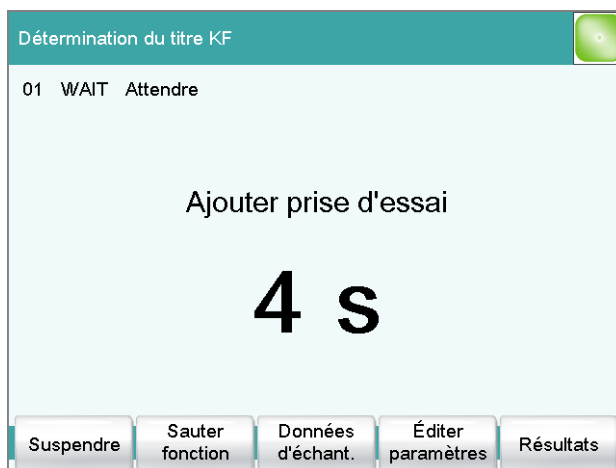 Détermination du titre KF
01 WAIT Attendre
Ajouter prise d'essai
4 s
Suspendre
Sauter
fonction
Données
d'échant.
Éditer
paramètres
Résultats